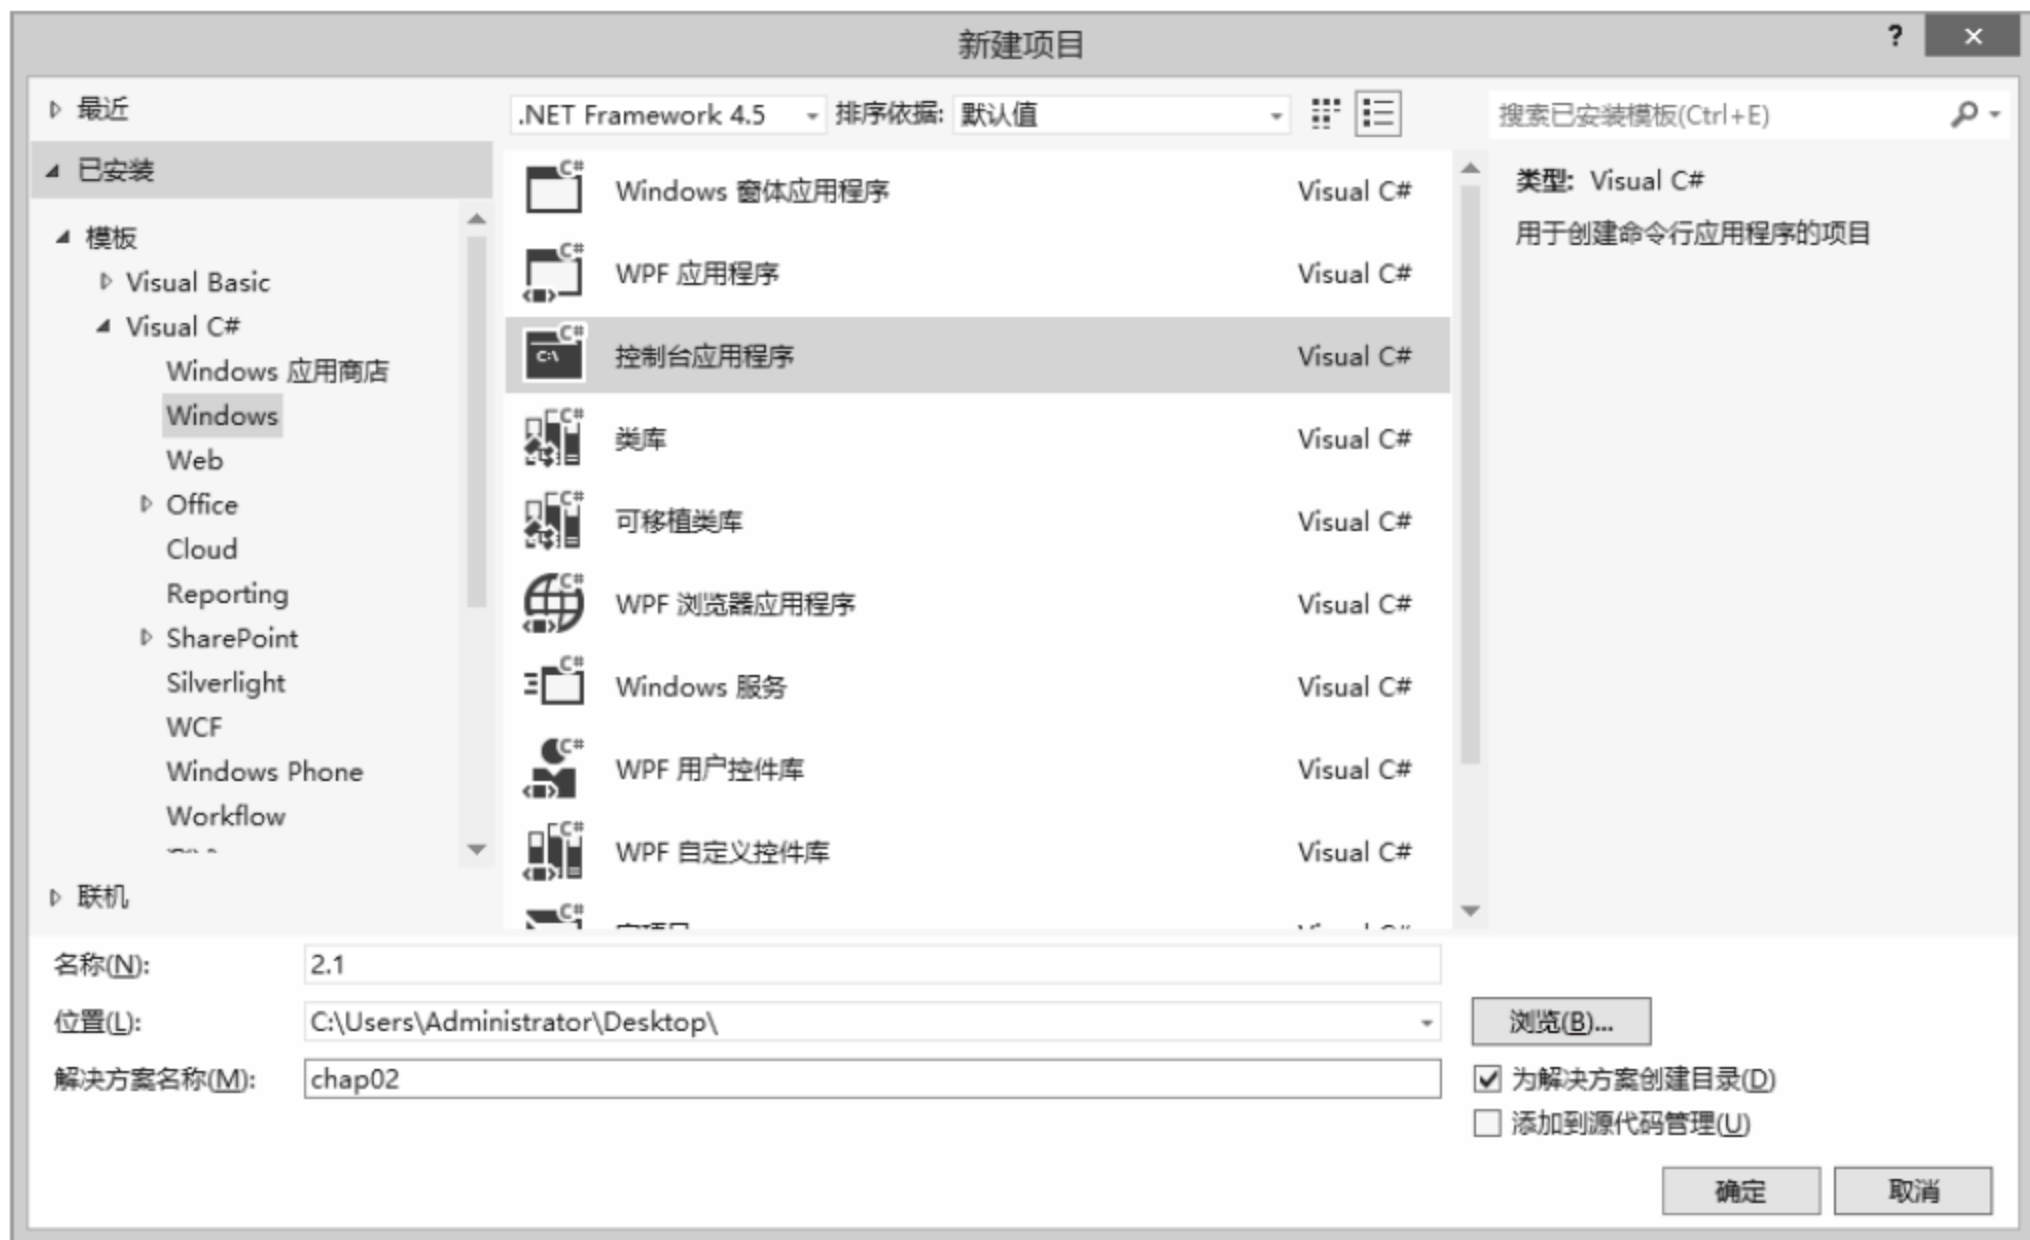 新建项目
?
最近
已安装
模板
Visual Basic
Visual C#
Windows 应用商店
Windows
Web
Office
Cloud
Reporting
SharePoint
Silverlight
WCF
Windows Phone
Workflow
联机
.NET Framework 4.5 排序依据: 默认值
C# Windows 窗体应用程序 Visual C#
C# WPF 应用程序 Visual C#
C# C:\ 控制台应用程序 Visual C#
C# 类库 Visual C#
C# 可移植类库 Visual C#
C# WPF 浏览器应用程序 Visual C#
C# Windows 服务 Visual C#
C# WPF 用户控件库 Visual C#
C# WPF 自定义控件库 Visual C#
C#
搜索已安装模板(Ctrl+E)
类型: Visual C#
用于创建命令行应用程序的项目
名称(N): 2.1
位置(L): C:\Users\Administrator\Desktop\ 浏览(B)...
解决方案名称(M): chap02 为解决方案创建目录(D)
添加到源代码管理(U)
确定 取消